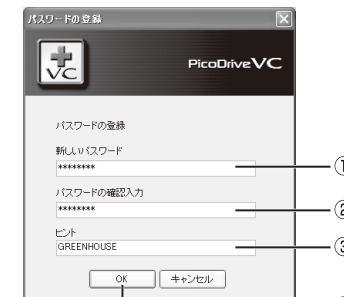 パスワードの登録
VC
PicoDriveVC
パスワードの登録
新しいパスワード
********
①
パスワードの確認入力
********
②
ヒント
GREENHOUSE
③
OK キャンセル